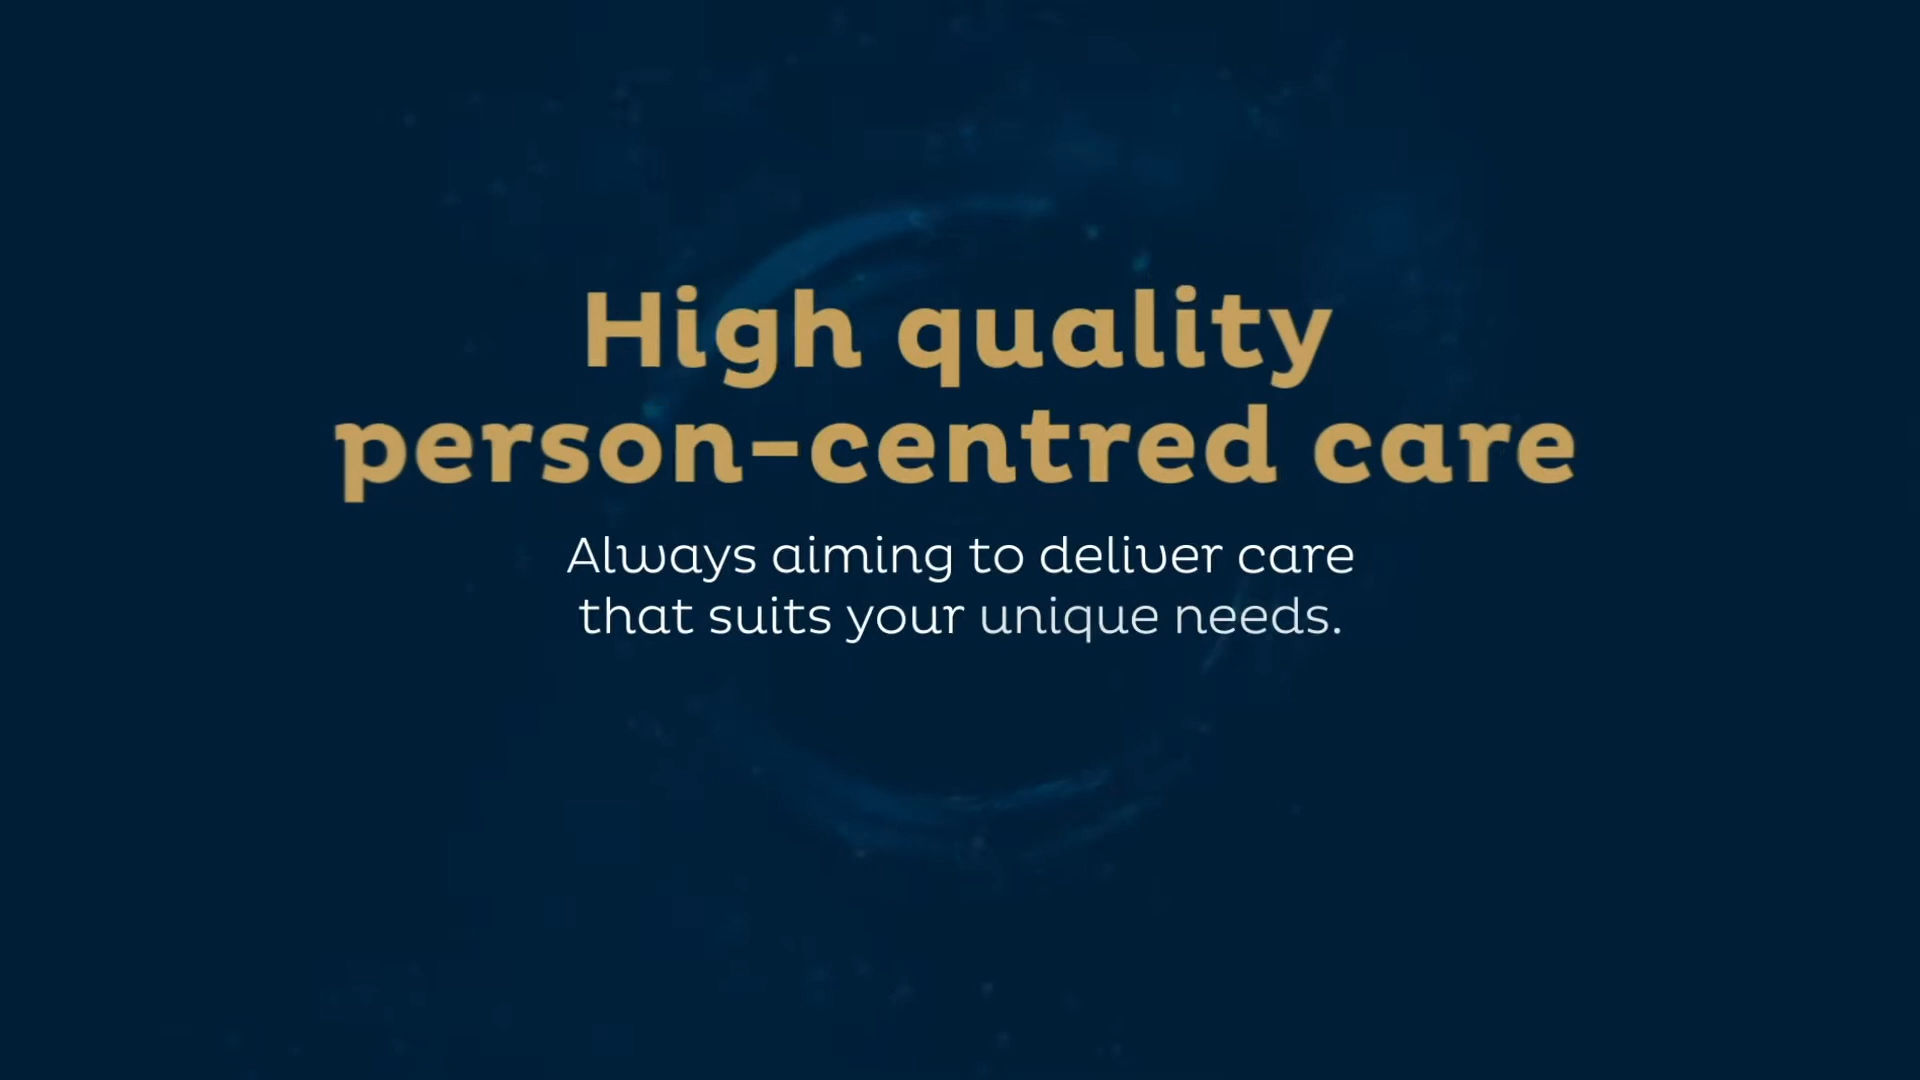 High quality
person-centred care
Always aiming to deliver care
that suits your unique needs.